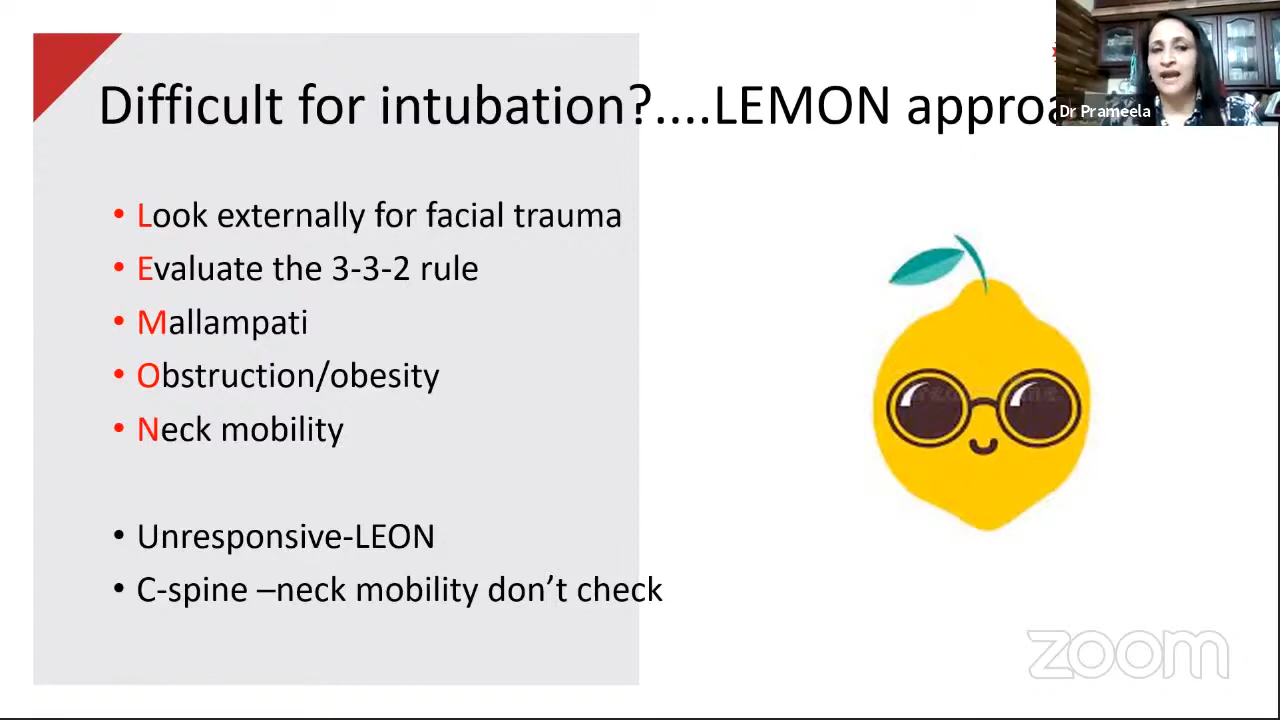 Difficult for intubation?....LEMON approa
Dr Prameela
• Look externally for facial trauma
• Evaluate the 3-3-2 rule
• Mallampati
• Obstruction/obesity
• Neck mobility
• Unresponsive-LEON
• C-spine –neck mobility don’t check
zoom